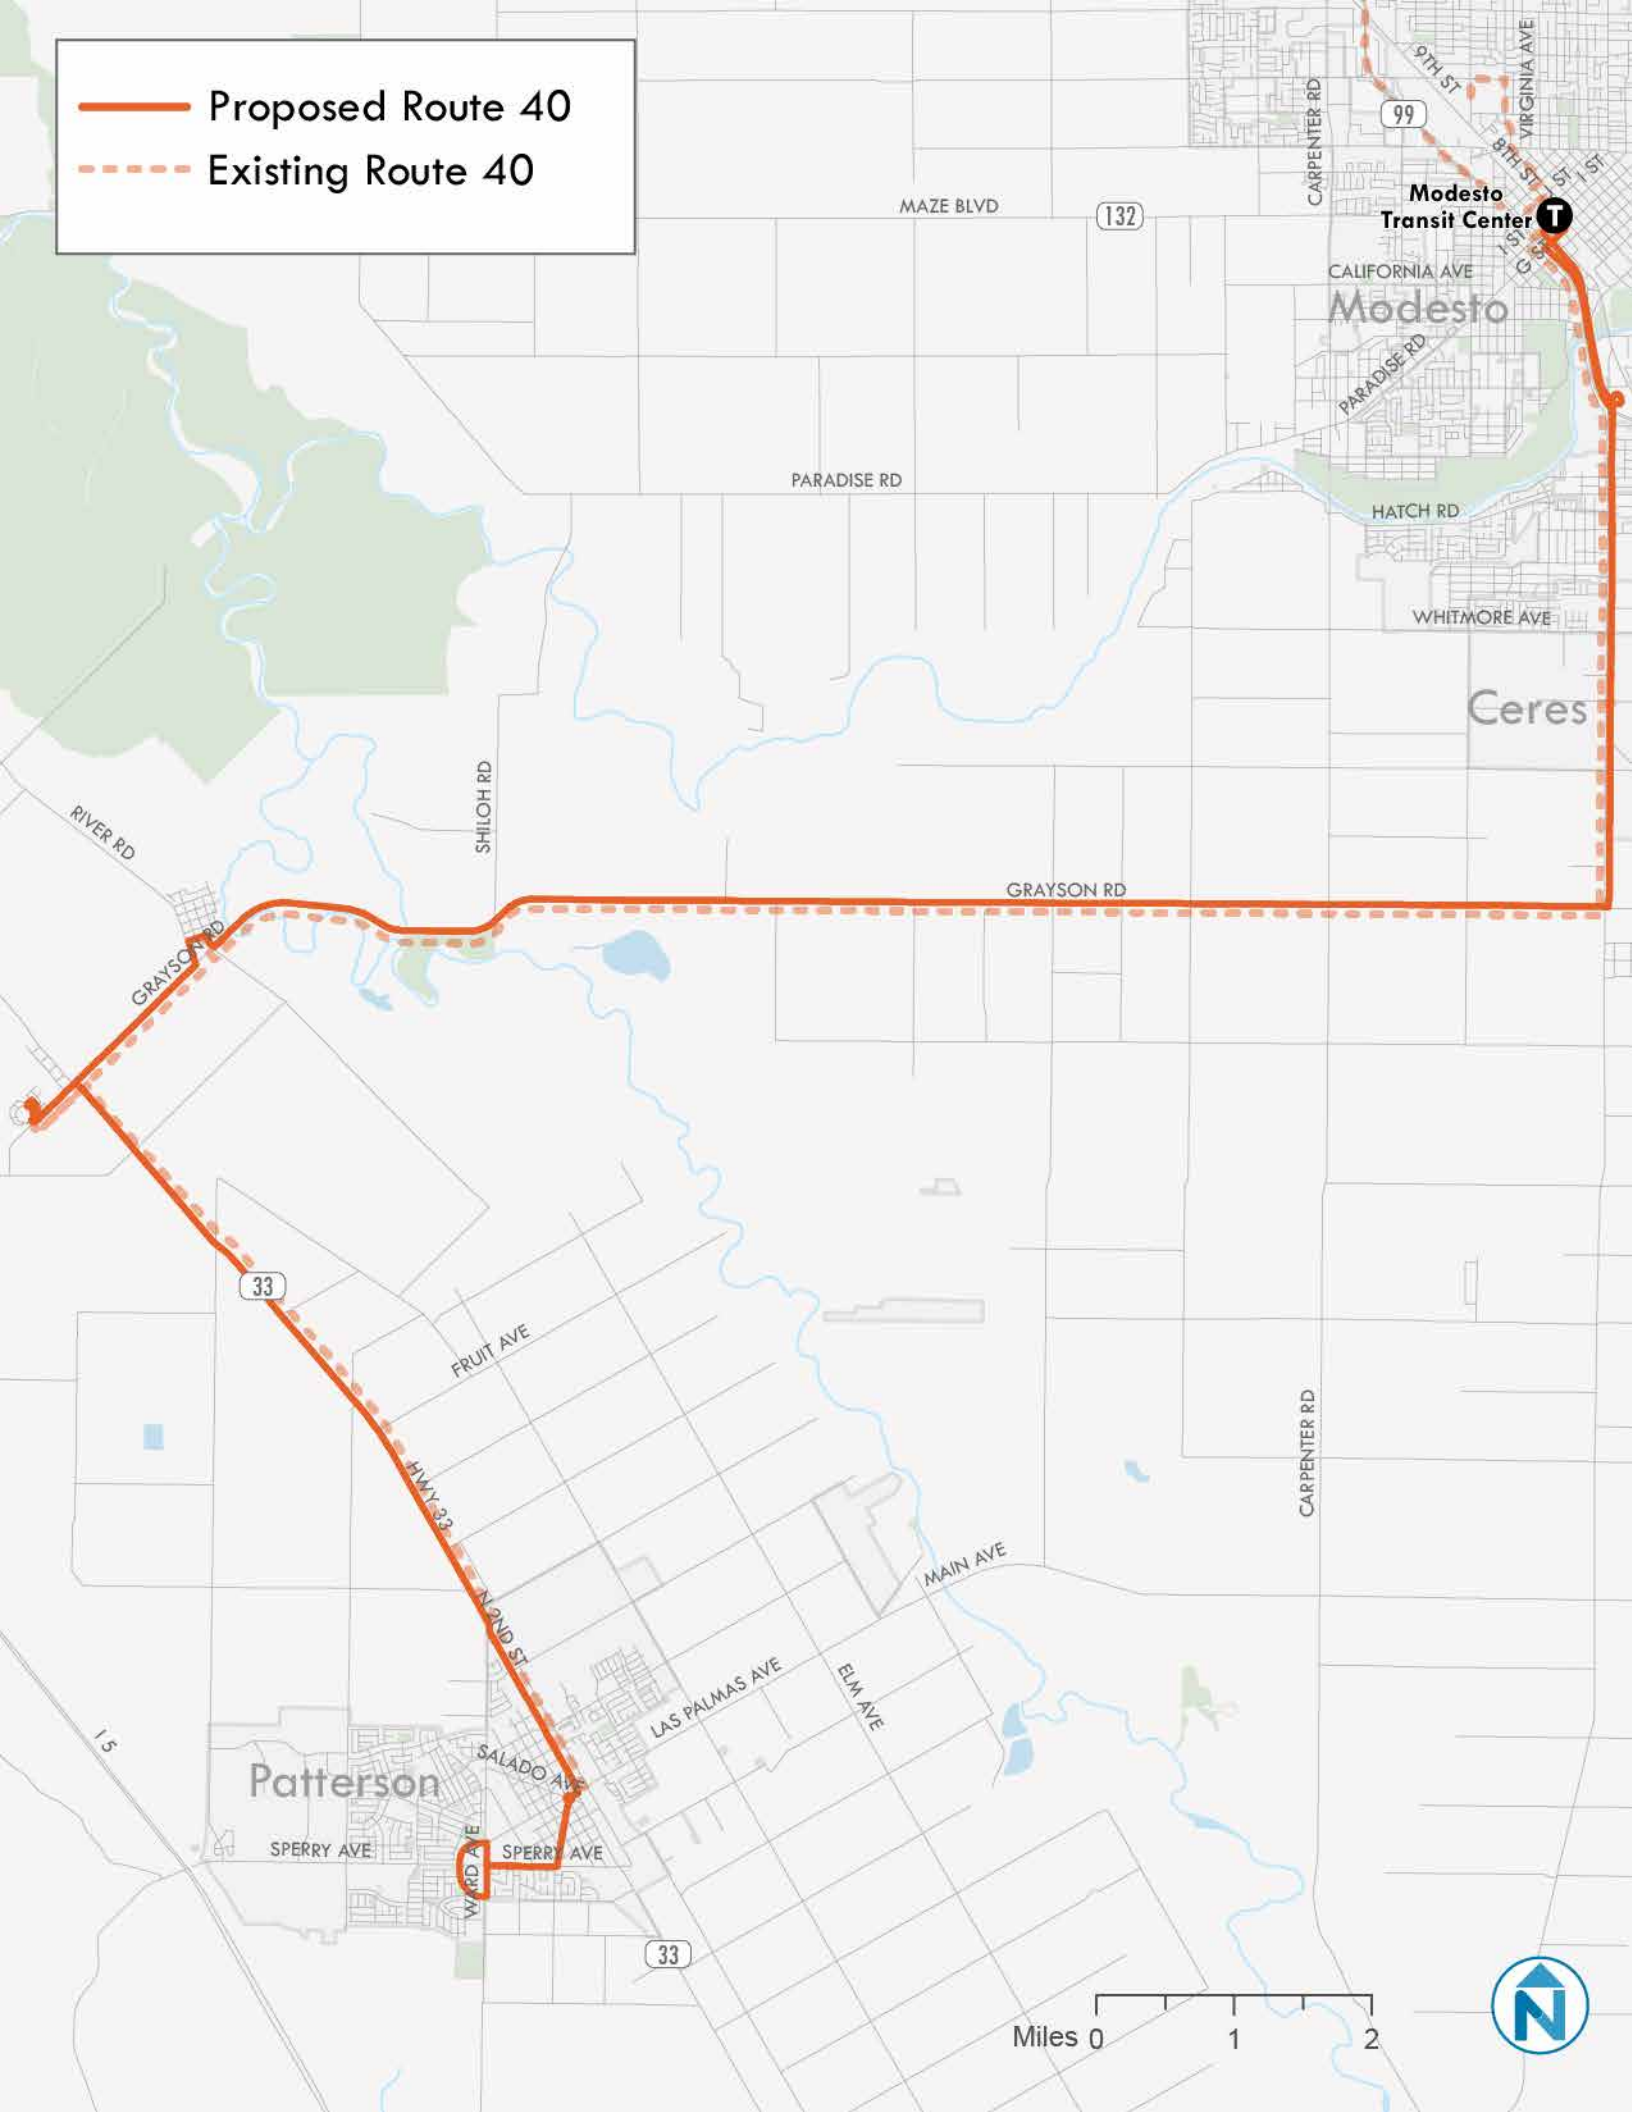 Proposed Route 40
Existing Route 40
9TH ST
VIRGINIA AVE
CARPENTER RD
99
8TH ST
I ST
MAZE BLVD
132
Modesto
Transit Center
T
G ST
CALIFORNIA AVE
Modesto
PARADISE RD
PARADISE RD
HATCH RD
WHITMORE AVE
Ceres
SHILOH RD
RIVER RD
GRAYSON RD
GRAYSON RD
33
FRUIT AVE
HWY 33
CARPENTER RD
N 2ND ST
MAIN AVE
LAS PALMAS AVE
ELM AVE
I 5
SALADO AVE
Patterson
SPERRY AVE
WARD AVE
SPERRY AVE
33
Miles 0 1 2
N